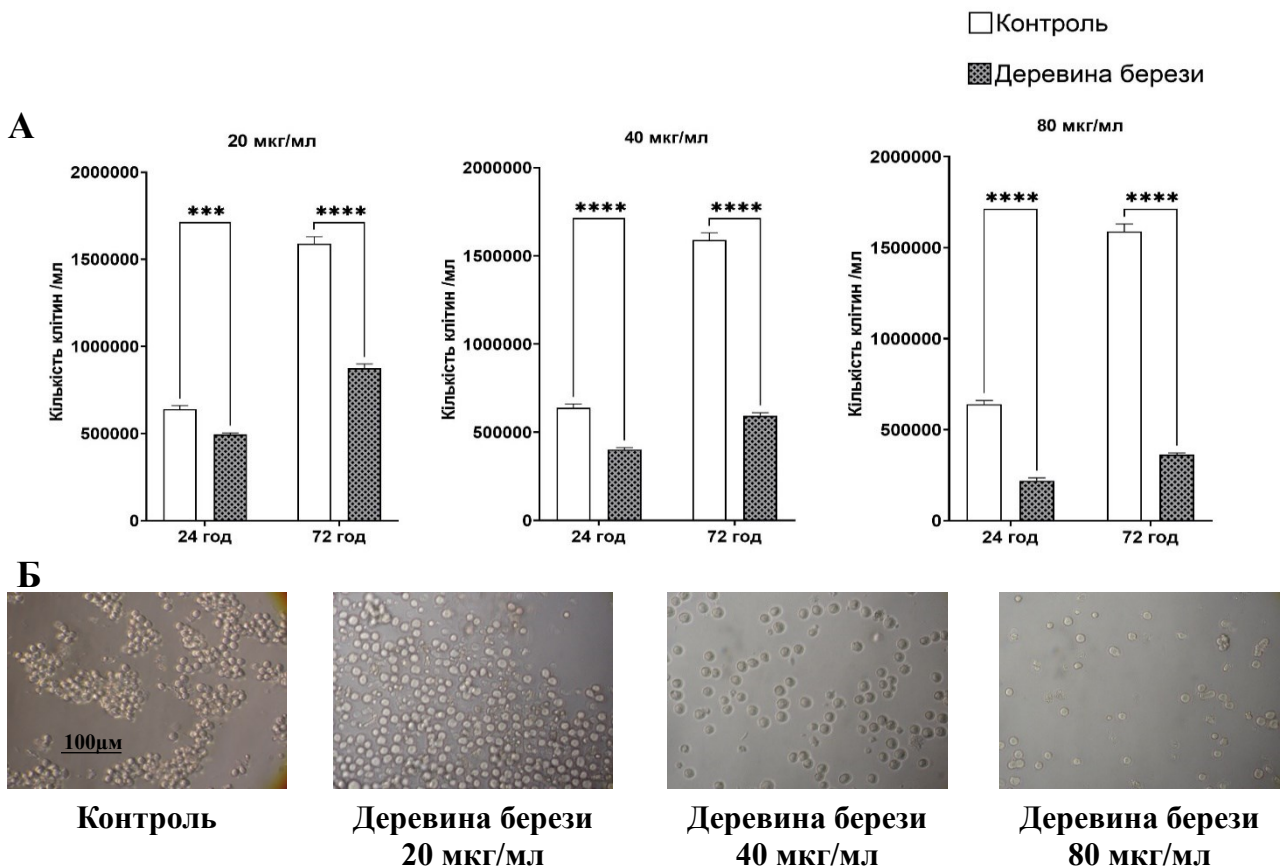 Контроль
Деревина берези
А
20 мкг/мл
40 мкг/мл
80 мкг/мл
Кількість клітин /мл
2000000
1500000
1000000
500000
0
*** ****
24 год 72 год
Кількість клітин /мл
2000000
1500000
1000000
500000
0
**** ****
24 год 72 год
Кількість клітин /мл
2000000
1500000
1000000
500000
0
**** ****
24 год 72 год
Б
100µм
Контроль
Деревина берези
20 мкг/мл
Деревина берези
40 мкг/мл
Деревина берези
80 мкг/мл